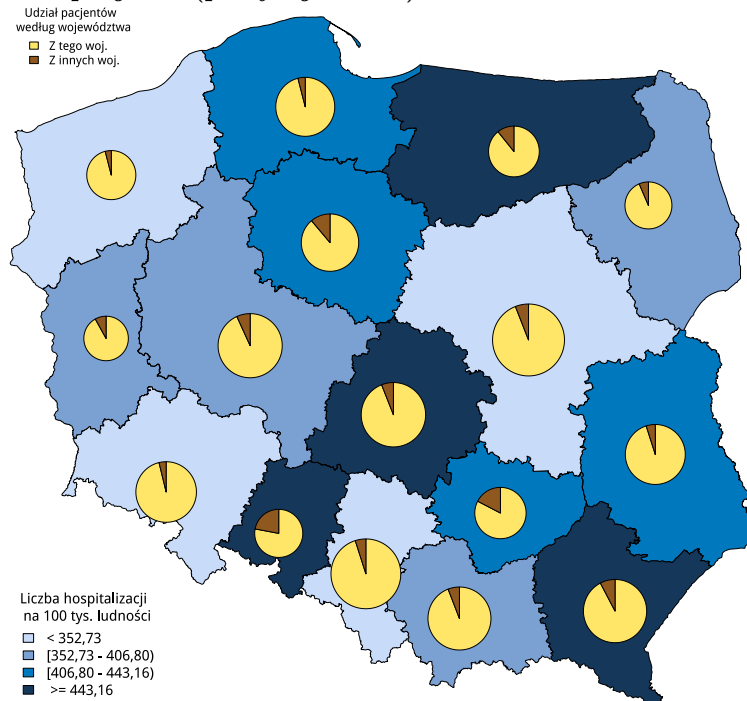 Udział pacjentów
według województwa
Z tego woj.
Z innych woj.
Liczba hospitalizacji
na 100 tys. ludności
< 352,73
[352,73 - 406,80)
[406,80 - 443,16)
>= 443,16